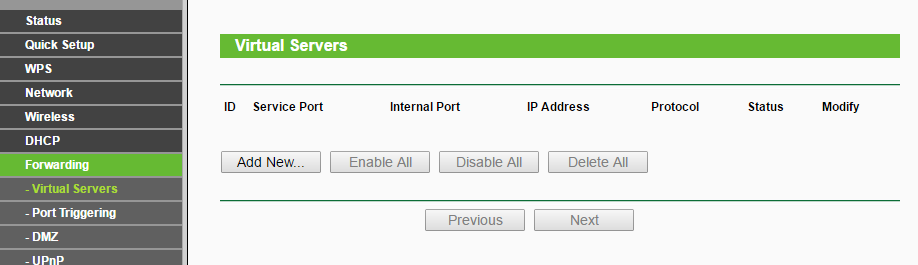 Status
Quick Setup
WPS
Network
Wireless
DHCP
Forwarding
- Virtual Servers
- Port Triggering
- DMZ
- UPnP
Virtual Servers
ID Service Port Internal Port IP Address Protocol Status Modify
Add New... Enable All Disable All Delete All
Previous Next